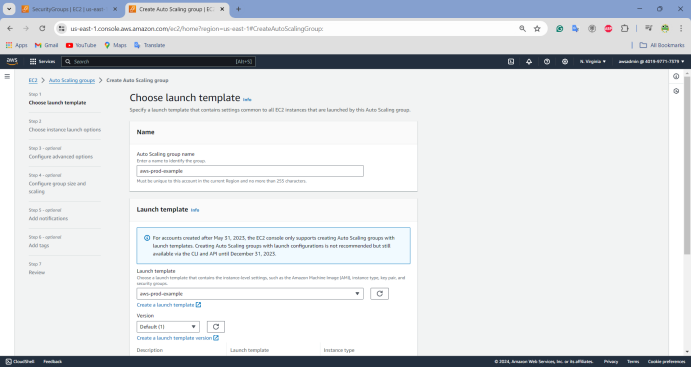 SecurityGroups | EC2 | us-east-
Create Auto Scaling group | EC
us-east-1.console.aws.amazon.com/ec2/home?region=us-east-1#CreateAutoScalingGroup:
Apps
Gmail
YouTube
Maps
Translate
All Bookmarks
aws
Services
Search
[Alt+S]
N. Virginia
awsadmin @ 4019-9771-7379
EC2 > Auto Scaling groups > Create Auto Scaling group
Step 1
Choose launch template
Step 2
Choose instance launch options
Step 3 - optional
Configure advanced options
Step 4 - optional
Configure group size and
scaling
Step 5 - optional
Add notifications
Step 6 - optional
Add tags
Step 7
Review
Choose launch template Info
Specify a launch template that contains settings common to all EC2 instances that are launched by this Auto Scaling group.
Name
Auto Scaling group name
Enter a name to identify the group.
aws-prod-example
Must be unique to this account in the current Region and no more than 255 characters.
Launch template Info
For accounts created after May 31, 2023, the EC2 console only supports creating Auto Scaling groups with
launch templates. Creating Auto Scaling groups with launch configurations is not recommended but still
available via the CLI and API until December 31, 2023.
Launch template
Choose a launch template that contains the instance-level settings, such as the Amazon Machine Image (AMI), instance type, key pair, and
security groups.
aws-prod-example
Create a launch template
Version
Default (1)
Create a launch template version
Description
Launch template
Instance type
CloudShell
Feedback
© 2024, Amazon Web Services, Inc. or its affiliates.
Privacy
Terms
Cookie preferences